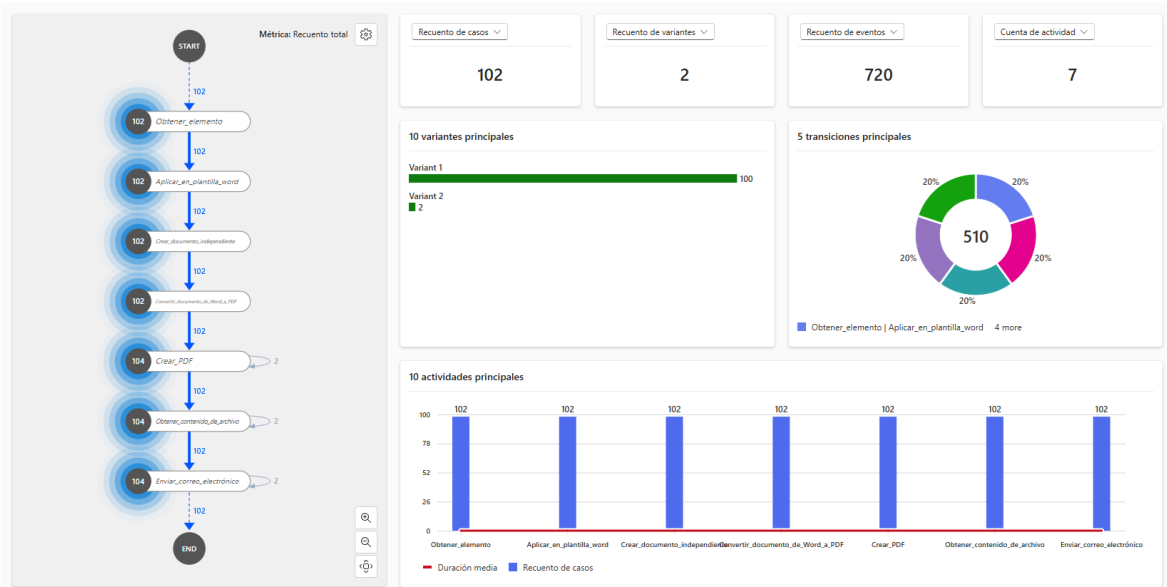 Métrica: Recuento total
START
102
102 Obtener_elemento
102
102 Aplicar_en_plantilla_word
102
102 Crear_documento_independiente
102
102 Convertir_documento_de_Word_a_PDF
102
104 Crear_PDF 2
102
104 Obtener_contenido_de_archivo 2
102
104 Enviar_correo_electrónico 2
102
END
Recuento de casos
102
Recuento de variantes
2
Recuento de eventos
720
Cuenta de actividad
7
10 variantes principales
Variant 1
100
Variant 2
2
5 transiciones principales
20% 20%
510
20% 20%
20%
Obtener_elemento | Aplicar_en_plantilla_word 4 more
10 actividades principales
102 102 102 102 102 102 102
100
78
52
26
0
Obtener_elemento Aplicar_en_plantilla_word Crear_documento_independiente Convertir_documento_de_Word_a_PDF Crear_PDF Obtener_contenido_de_archivo Enviar_correo_electrónico
Duración media Recuento de casos